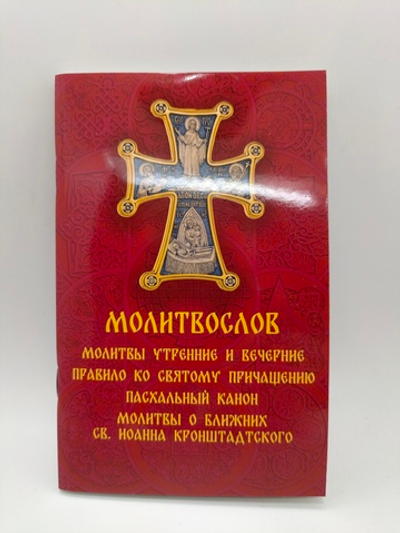 МОЛИТВОСЛОВ
МОЛИТВЫ УТРЕННИЕ И ВЕЧЕРНИЕ
ПРАВИЛО КО СВЯТОМУ ПРИЧАЩЕНИЮ
ПАСХАЛЬНЫЙ КАНОН
МОЛИТВЫ О БЛИЖНИХ
СВ. ИОАННА КРОНШТАДТСКОГО